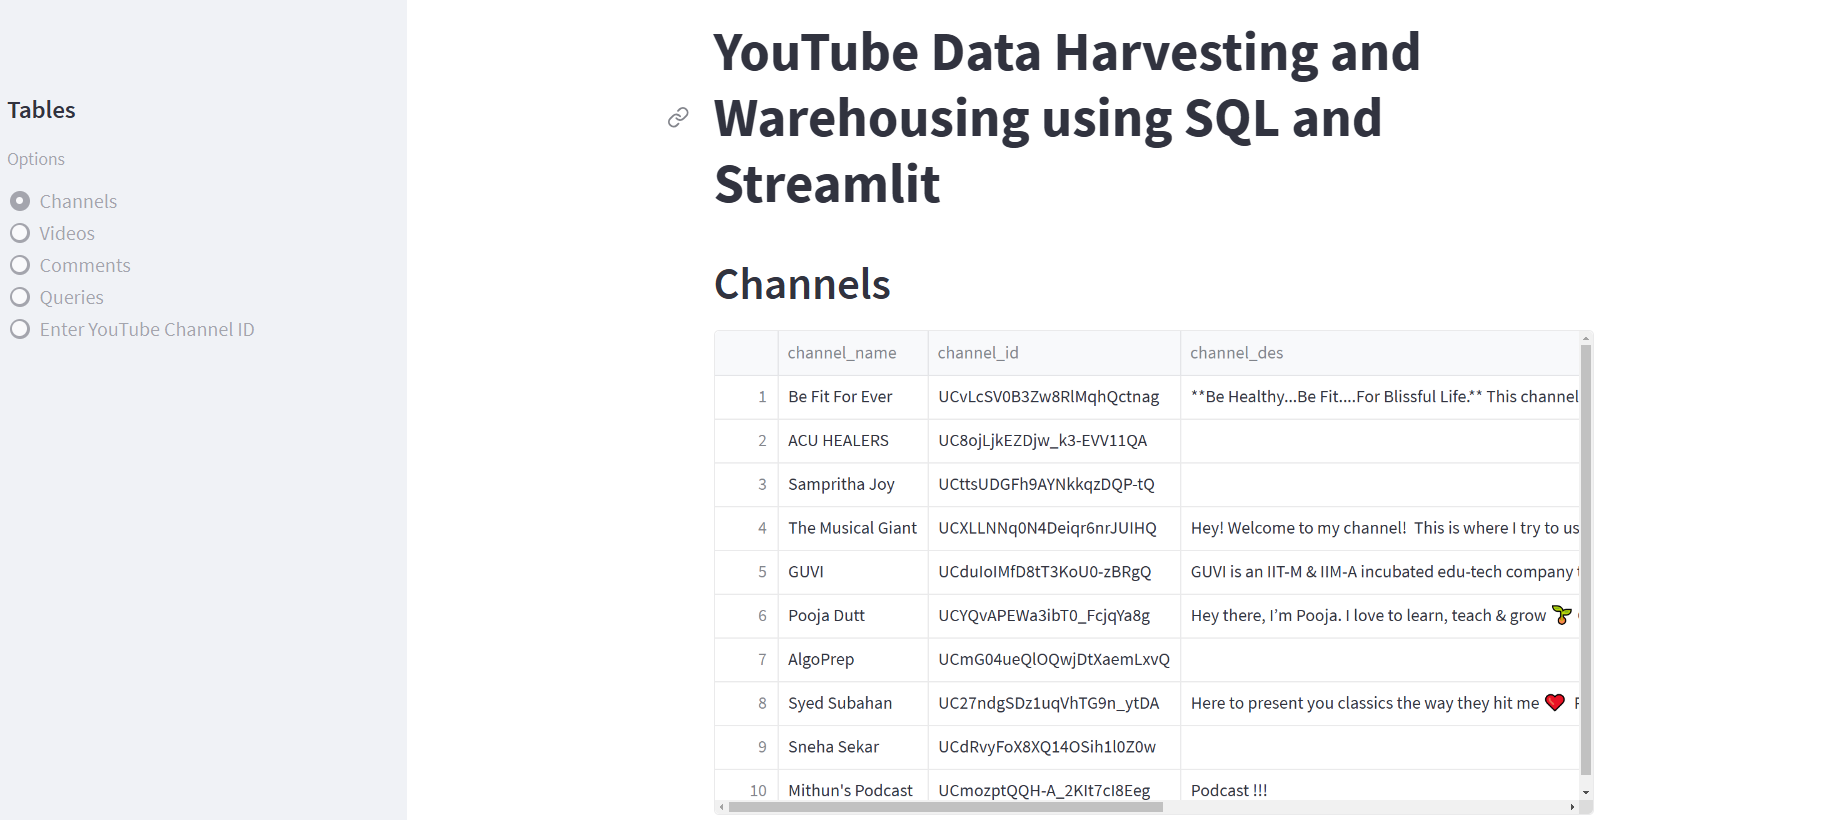 Tables
Options
Channels
Videos
Comments
Queries
Enter YouTube Channel ID
YouTube Data Harvesting and
Warehousing using SQL and
Streamlit
Channels
channel_name channel_id channel_des
1 Be Fit For Ever UCvLcSV0B3Zw8RlMqhQctnag **Be Healthy...Be Fit....For Blissful Life.** This channel
2 ACU HEALERS UC8ojLjkEZDjw_k3-EVV11QA
3 Sampritha Joy UCttsUDGFh9AYNkkqzDQP-tQ
4 The Musical Giant UCXLLNNq0N4Deiqr6nrJUIHQ Hey! Welcome to my channel! This is where I try to us
5 GUVI UCduIoIMfD8tT3KoU0-zBRgQ GUVI is an IIT-M & IIM-A incubated edu-tech company
6 Pooja Dutt UCYQvAPEWa3ibT0_FcjqYa8g Hey there, I’m Pooja. I love to learn, teach & grow 🌱
7 AlgoPrep UCmG04ueQlOQwjDtXaemLxvQ
8 Syed Subahan UC27ndgSDz1uqVhTG9n_ytDA Here to present you classics the way they hit me ❤️
9 Sneha Sekar UCdRvyFoX8XQ14OSih1l0Z0w
10 Mithun's Podcast UCmozptQQH-A_2KIt7cI8Eeg Podcast !!!